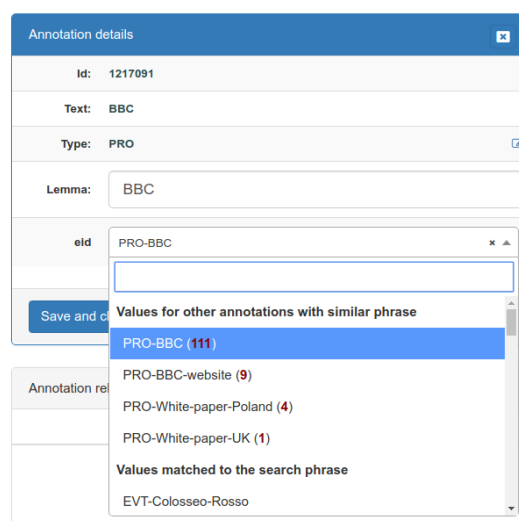 Annotation details
Id: 1217091
Text: BBC
Type: PRO
Lemma: BBC
eid PRO-BBC
Values for other annotations with similar phrase
Save and cl
PRO-BBC (111)
PRO-BBC-website (9)
Annotation rel
PRO-White-paper-Poland (4)
PRO-White-paper-UK (1)
Values matched to the search phrase
EVT-Colosseo-Rosso